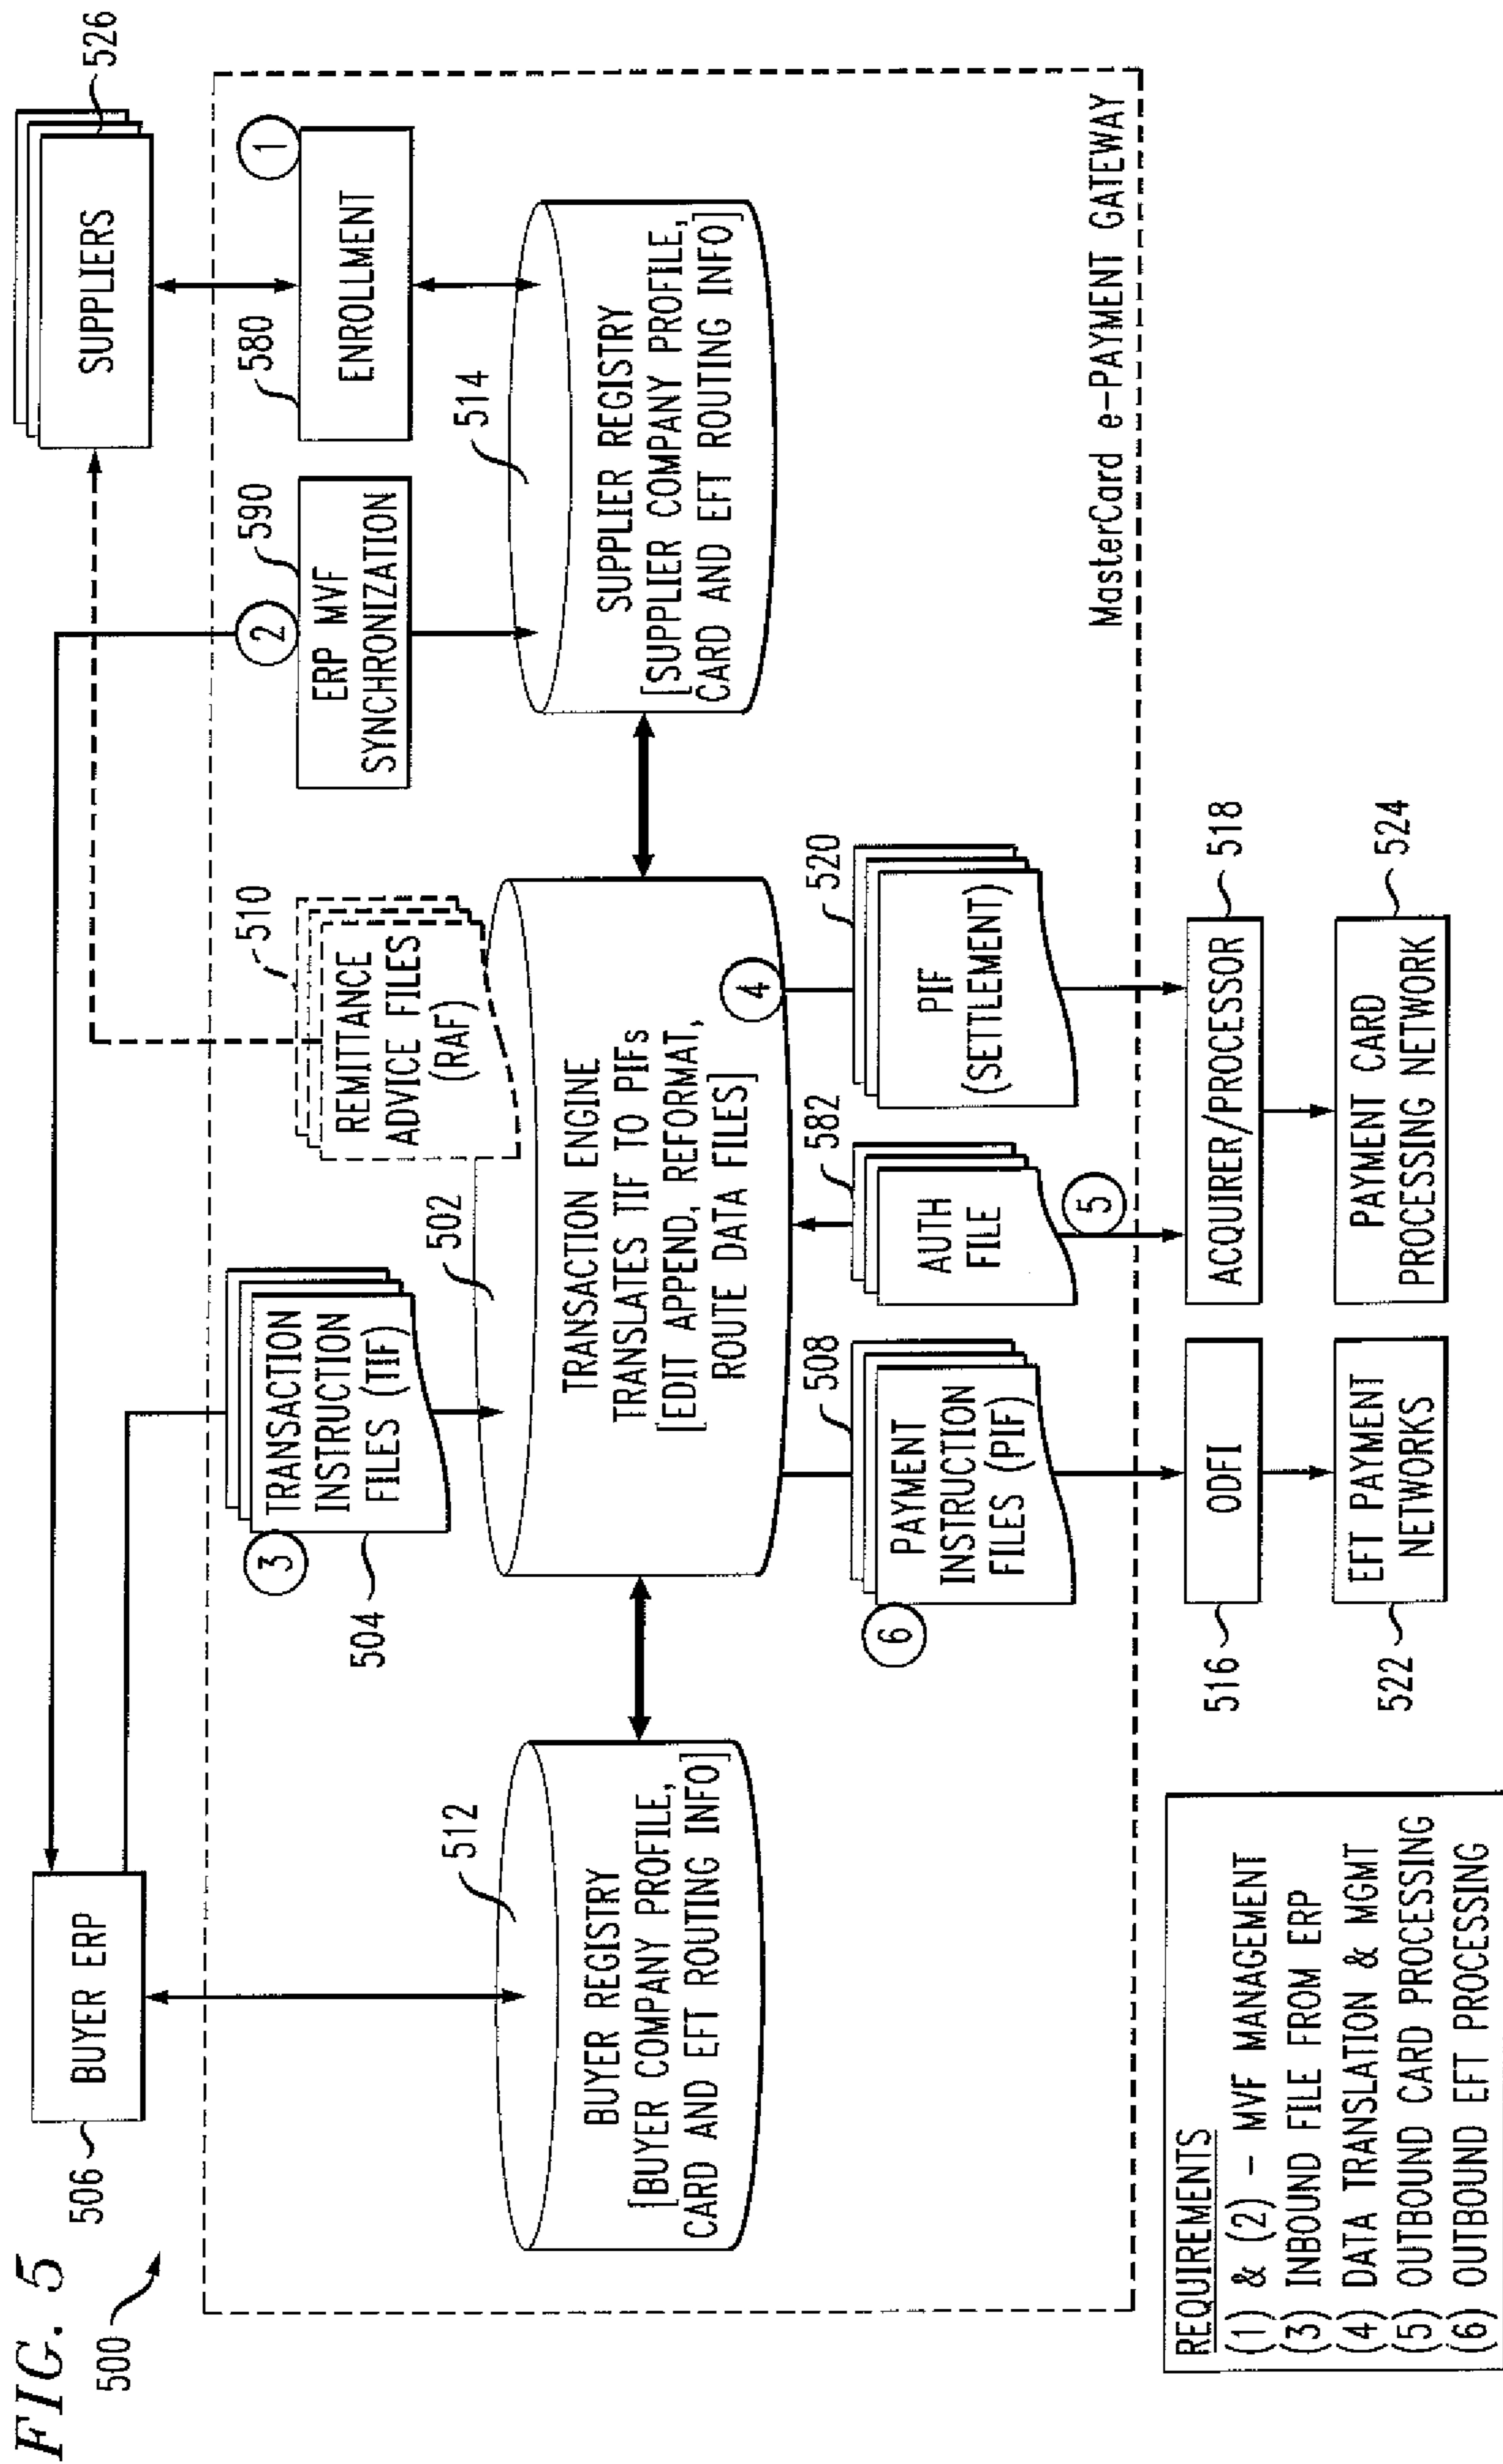 FIG. 5
500
506
BUYER ERP
SUPPLIERS
526
3
TRANSACTION
INSTRUCTION
FILES (TIF)
504
510
REMITTANCE
ADVICE FILES
(RAF)
2
590
ERP MVF
SYNCHRONIZATION
580
1
ENROLLMENT
512
BUYER REGISTRY
[BUYER COMPANY PROFILE,
CARD AND EFT ROUTING INFO]
502
TRANSACTION ENGINE
TRANSLATES TIF TO PIFs
[EDIT APPEND, REFORMAT,
ROUTE DATA FILES]
4
514
SUPPLIER REGISTRY
[SUPPLIER COMPANY PROFILE,
CARD AND EFT ROUTING INFO]
6
508
PAYMENT
INSTRUCTION
FILES (PIF)
582
AUTH
FILE
5
520
PIF
(SETTLEMENT)
MasterCard e-PAYMENT GATEWAY
516
ODFI
ACQUIRER/PROCESSOR
518
522
EFT PAYMENT
NETWORKS
PAYMENT CARD
PROCESSING NETWORK
524
REQUIREMENTS
(1) & (2) - MVF MANAGEMENT
(3) INBOUND FILE FROM ERP
(4) DATA TRANSLATION & MGMT
(5) OUTBOUND CARD PROCESSING
(6) OUTBOUND EFT PROCESSING